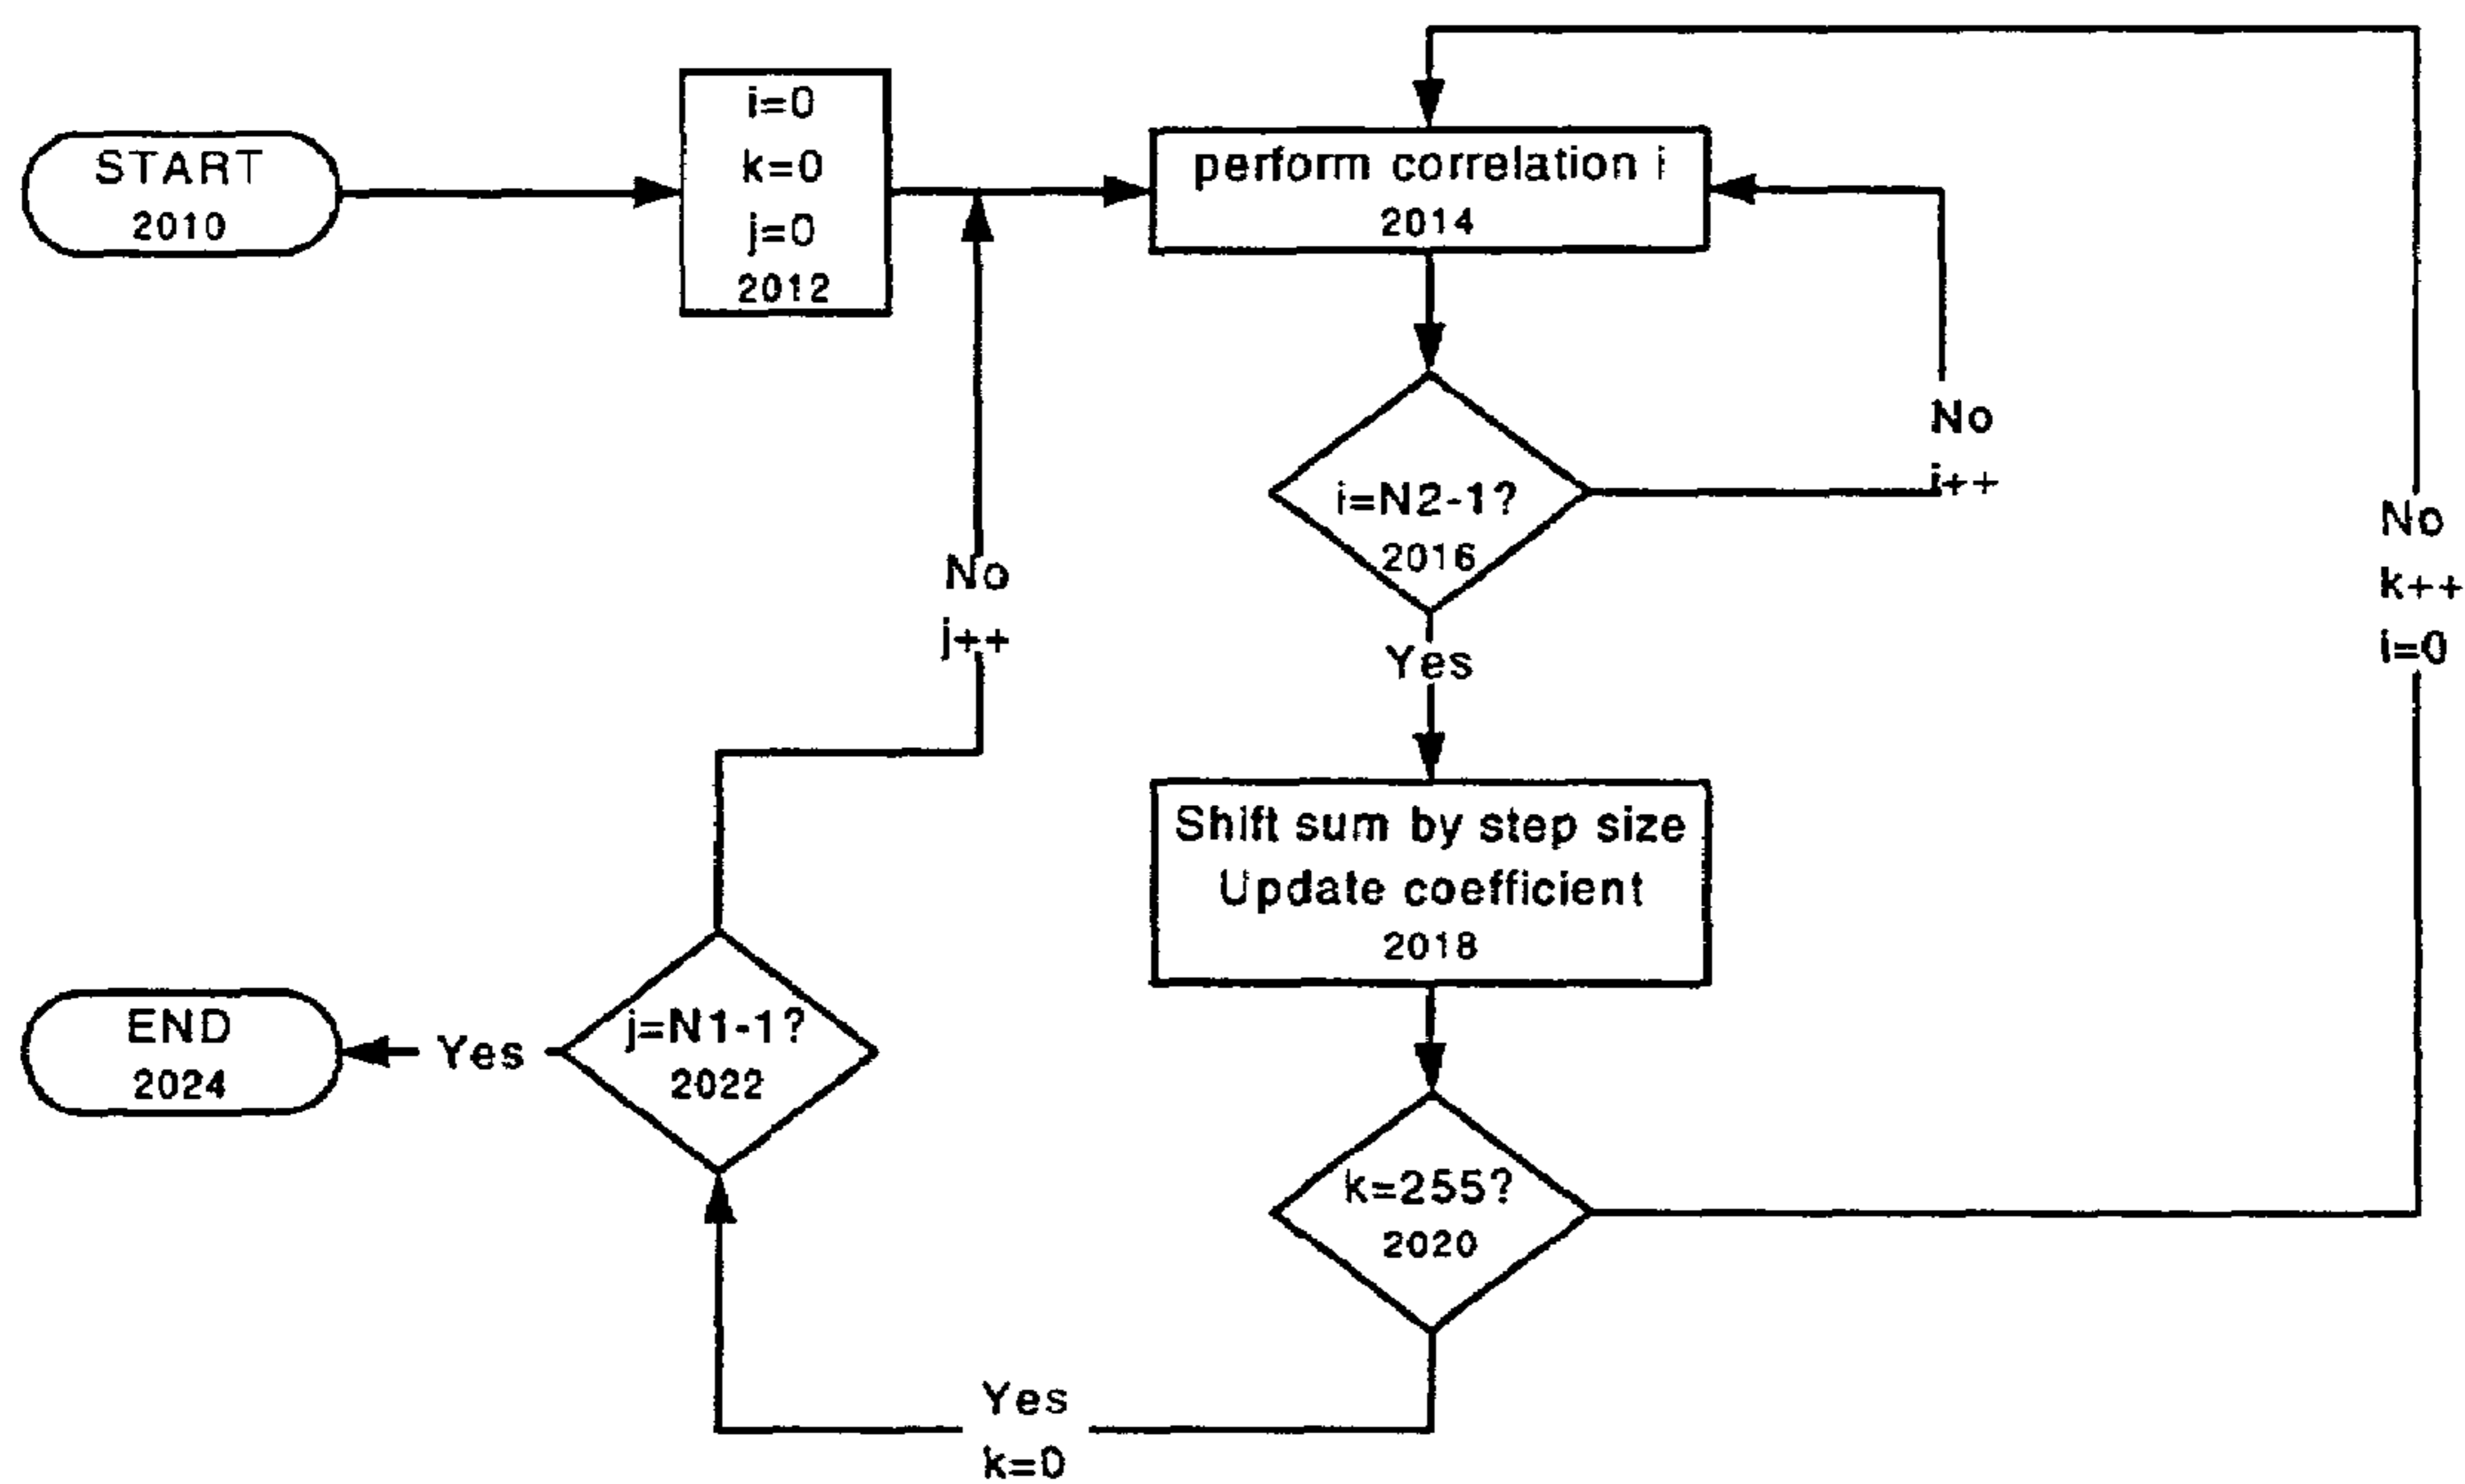 START
2010
i=0
k=0
j=0
2012
perform correlation i
2014
i=N2-1?
2016
No
i++
Yes
No
k++
i=0
No
j++
Shift sum by step size
Update coefficient
2018
END
2024
Yes
j=N1-1?
2022
k=255?
2020
Yes
k=0